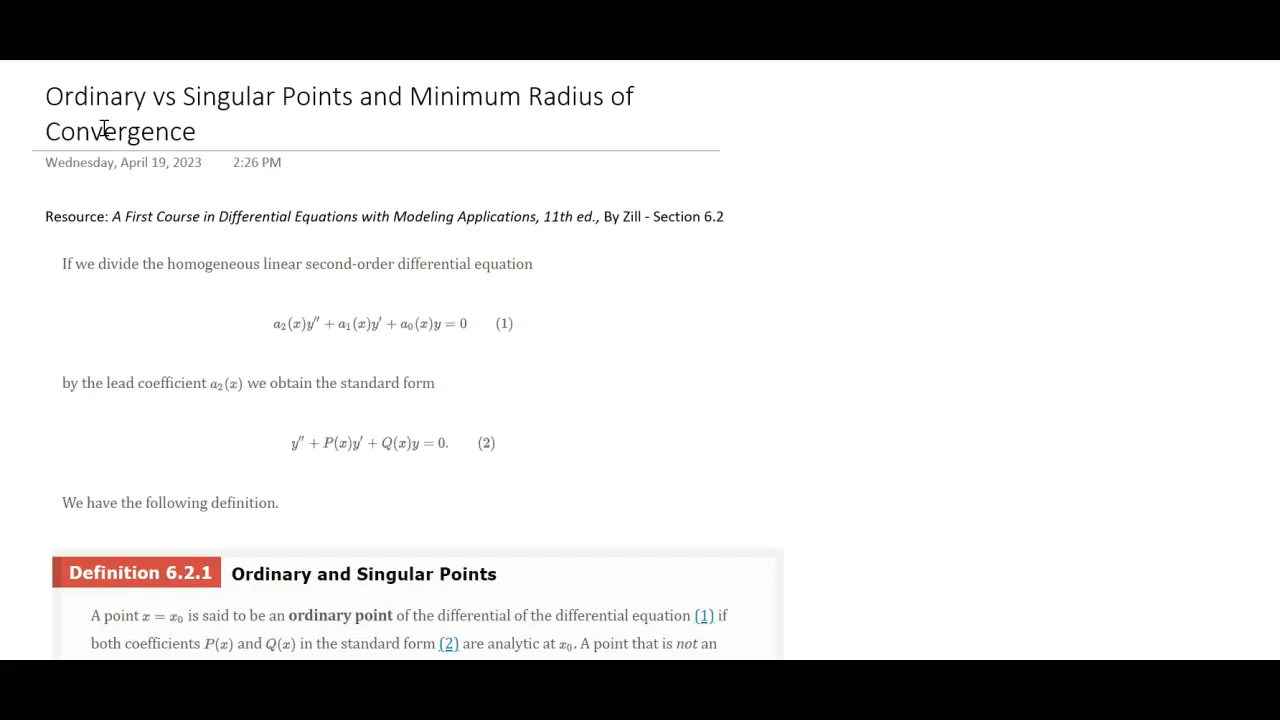 Ordinary vs Singular Points and Minimum Radius of
Convergence
Wednesday, April 19, 2023 2:26 PM
Resource: A First Course in Differential Equations with Modeling Applications, 11th ed., By Zill - Section 6.2
If we divide the homogeneous linear second-order differential equation
a₂(x)y″ + a₁(x)y′ + a₀(x)y = 0 (1)
by the lead coefficient a₂(x) we obtain the standard form
y″ + P(x)y′ + Q(x)y = 0. (2)
We have the following definition.
Definition 6.2.1 Ordinary and Singular Points
A point x = x₀ is said to be an ordinary point of the differential of the differential equation (1) if
both coefficients P(x) and Q(x) in the standard form (2) are analytic at x₀. A point that is not an